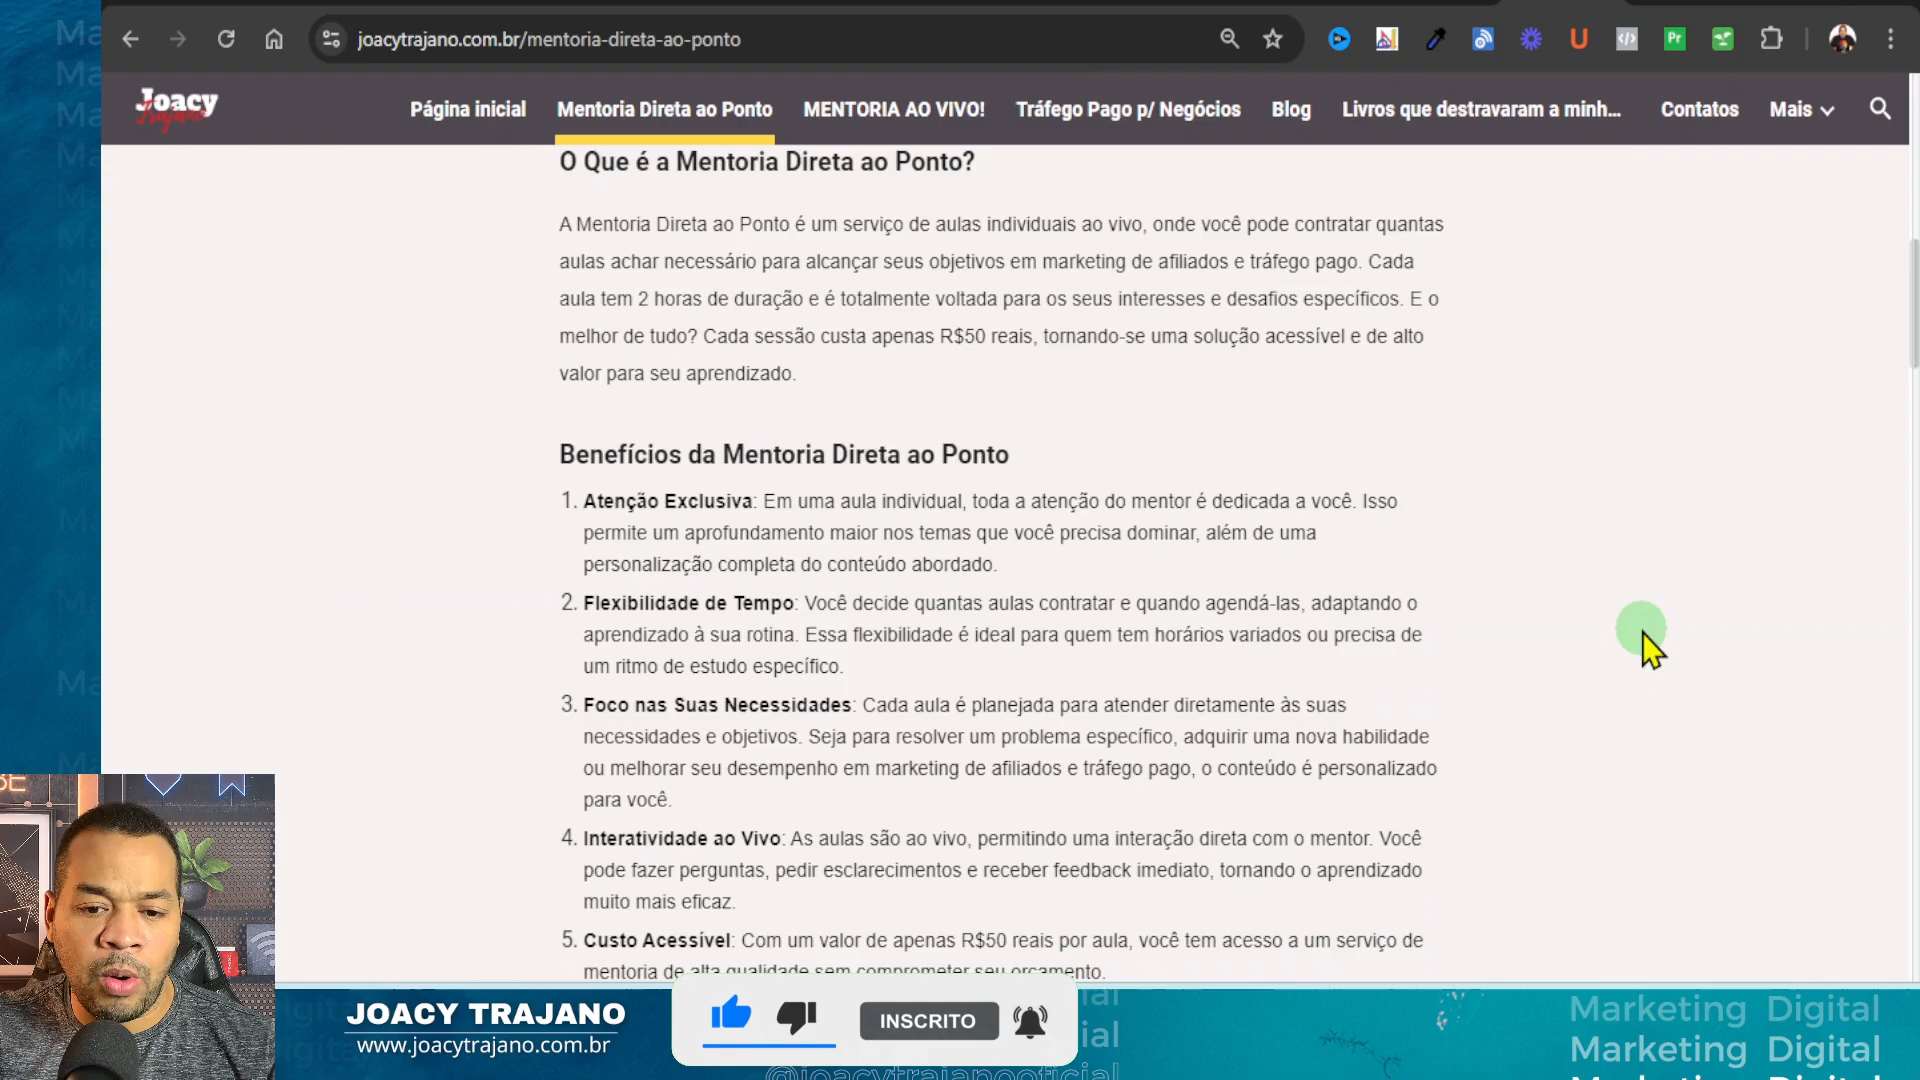 joacytrajano.com.br/mentoria-direta-ao-ponto
Joacy
Trajano
Página inicial
Mentoria Direta ao Ponto
MENTORIA AO VIVO!
Tráfego Pago p/ Negócios
Blog
Livros que destravaram a minh...
Contatos
Mais
O Que é a Mentoria Direta ao Ponto?
A Mentoria Direta ao Ponto é um serviço de aulas individuais ao vivo, onde você pode contratar quantas
aulas achar necessário para alcançar seus objetivos em marketing de afiliados e tráfego pago. Cada
aula tem 2 horas de duração e é totalmente voltada para os seus interesses e desafios específicos. E o
melhor de tudo? Cada sessão custa apenas R$50 reais, tornando-se uma solução acessível e de alto
valor para seu aprendizado.
Benefícios da Mentoria Direta ao Ponto
1. Atenção Exclusiva: Em uma aula individual, toda a atenção do mentor é dedicada a você. Isso
permite um aprofundamento maior nos temas que você precisa dominar, além de uma
personalização completa do conteúdo abordado.
2. Flexibilidade de Tempo: Você decide quantas aulas contratar e quando agendá-las, adaptando o
aprendizado à sua rotina. Essa flexibilidade é ideal para quem tem horários variados ou precisa de
um ritmo de estudo específico.
3. Foco nas Suas Necessidades: Cada aula é planejada para atender diretamente às suas
necessidades e objetivos. Seja para resolver um problema específico, adquirir uma nova habilidade
ou melhorar seu desempenho em marketing de afiliados e tráfego pago, o conteúdo é personalizado
para você.
4. Interatividade ao Vivo: As aulas são ao vivo, permitindo uma interação direta com o mentor. Você
pode fazer perguntas, pedir esclarecimentos e receber feedback imediato, tornando o aprendizado
muito mais eficaz.
5. Custo Acessível: Com um valor de apenas R$50 reais por aula, você tem acesso a um serviço de
mentoria de alta qualidade sem comprometer seu orçamento.
JOACY TRAJANO
www.joacytrajano.com.br
INSCRITO
@joacytrajanooficial
Marketing Digital
Marketing Digital